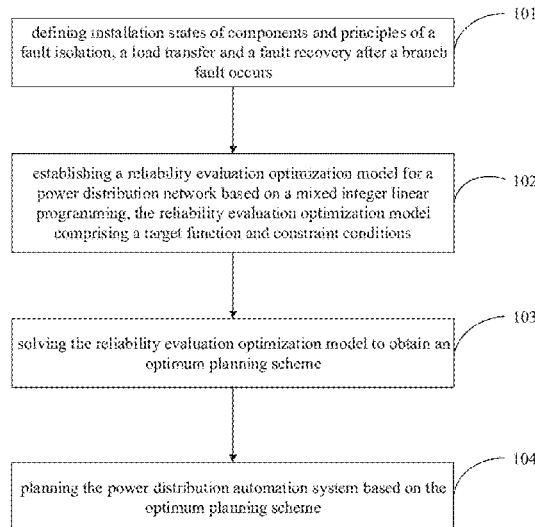 101
defining installation states of components and principles of a
fault isolation, a load transfer and a fault recovery after a branch
fault occurs
102
establishing a reliability evaluation optimization model for a
power distribution network based on a mixed integer linear
programming, the reliability evaluation optimization model
comprising a target function and constraint conditions
103
solving the reliability evaluation optimization model to obtain an
optimum planning scheme
104
planning the power distribution automation system based on the
optimum planning scheme